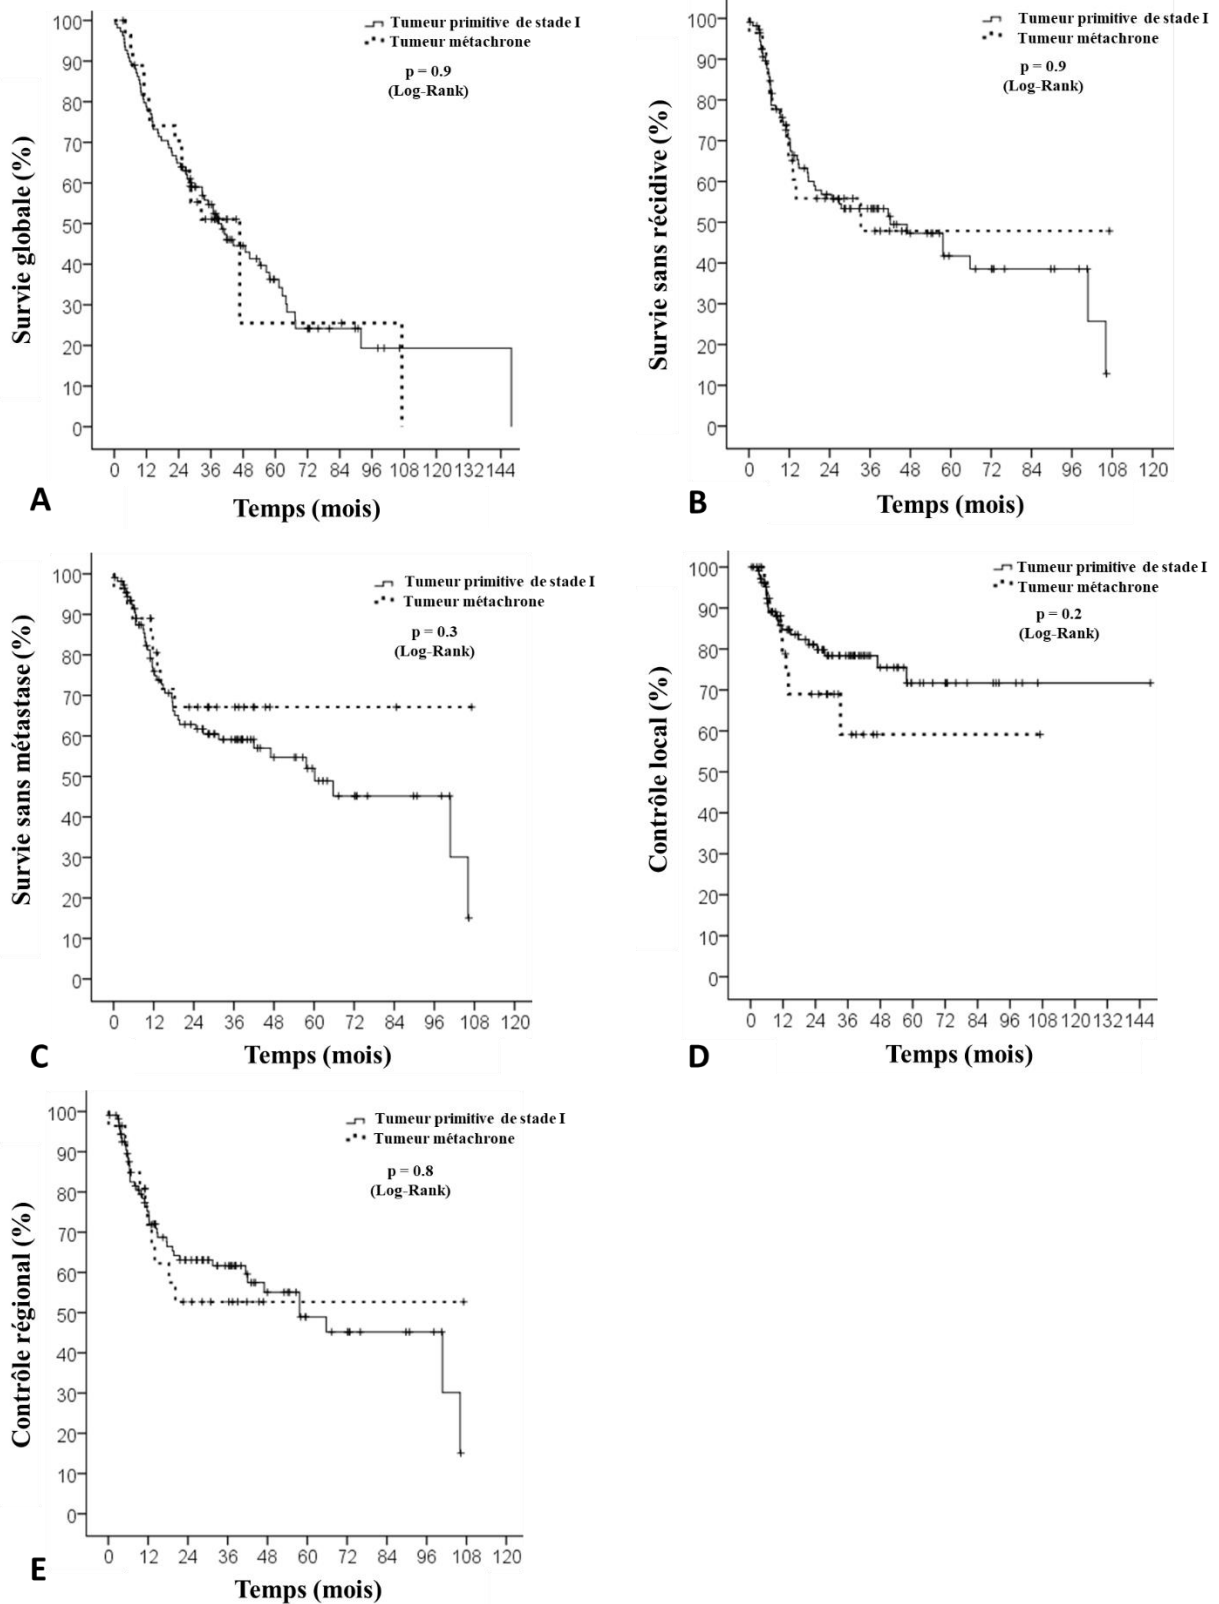 Tumeur primitive de stade I
Tumeur métachrone
p = 0.9
(Log-Rank)
Survie globale (%)
100
90
80
70
60
50
40
30
20
10
0
0 12 24 36 48 60 72 84 96 108 120 132 144
Temps (mois)
A
Tumeur primitive de stade I
Tumeur métachrone
p = 0.9
(Log-Rank)
Survie sans récidive (%)
100
90
80
70
60
50
40
30
20
10
0
0 12 24 36 48 60 72 84 96 108 120
Temps (mois)
B
Tumeur primitive de stade I
Tumeur métachrone
p = 0.3
(Log-Rank)
Survie sans métastase (%)
100
90
80
70
60
50
40
30
20
10
0
0 12 24 36 48 60 72 84 96 108 120
Temps (mois)
C
Tumeur primitive de stade I
Tumeur métachrone
p = 0.2
(Log-Rank)
Contrôle local (%)
100
90
80
70
60
50
40
30
20
10
0
0 12 24 36 48 60 72 84 96 108 120 132 144
Temps (mois)
D
Tumeur primitive de stade I
Tumeur métachrone
p = 0.8
(Log-Rank)
Contrôle régional (%)
100
90
80
70
60
50
40
30
20
10
0
0 12 24 36 48 60 72 84 96 108 120
Temps (mois)
E